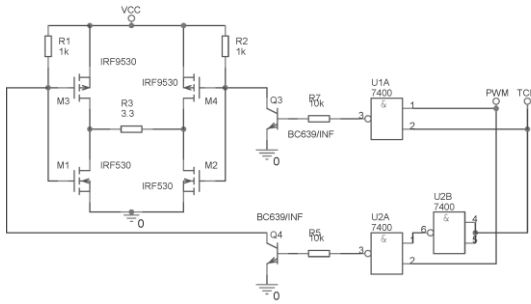 VCC
R1
1k
R2
1k
IRF9530
IRF9530
M3
M4
R3
3.3
M1
IRF530
M2
IRF530
0
Q3
BC639/INF
0
R7
10k
U1A
7400
&
3
1
2
PWM
U2B
7400
&
6
4
5
BC639/INF
Q4
0
R5
10k
U2A
7400
&
3
1
2